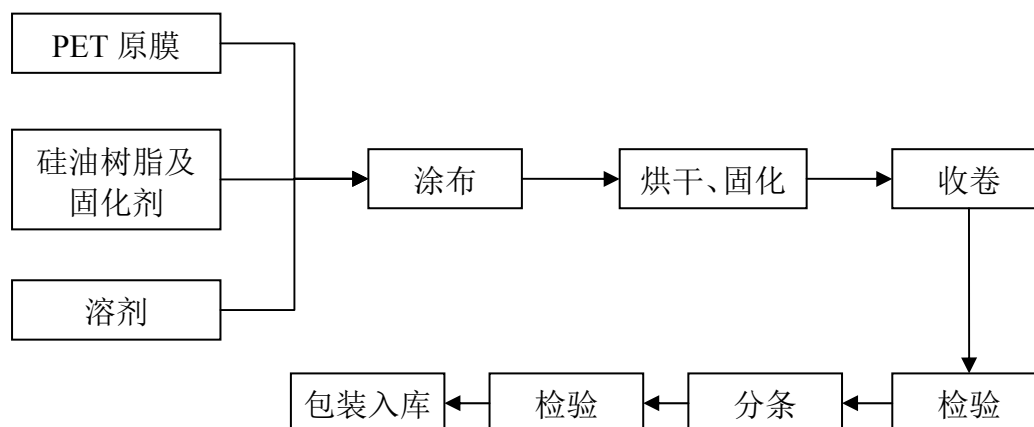 PET 原膜
硅油树脂及
固化剂
溶剂
涂布
烘干、固化
收卷
检验
分条
检验
包装入库